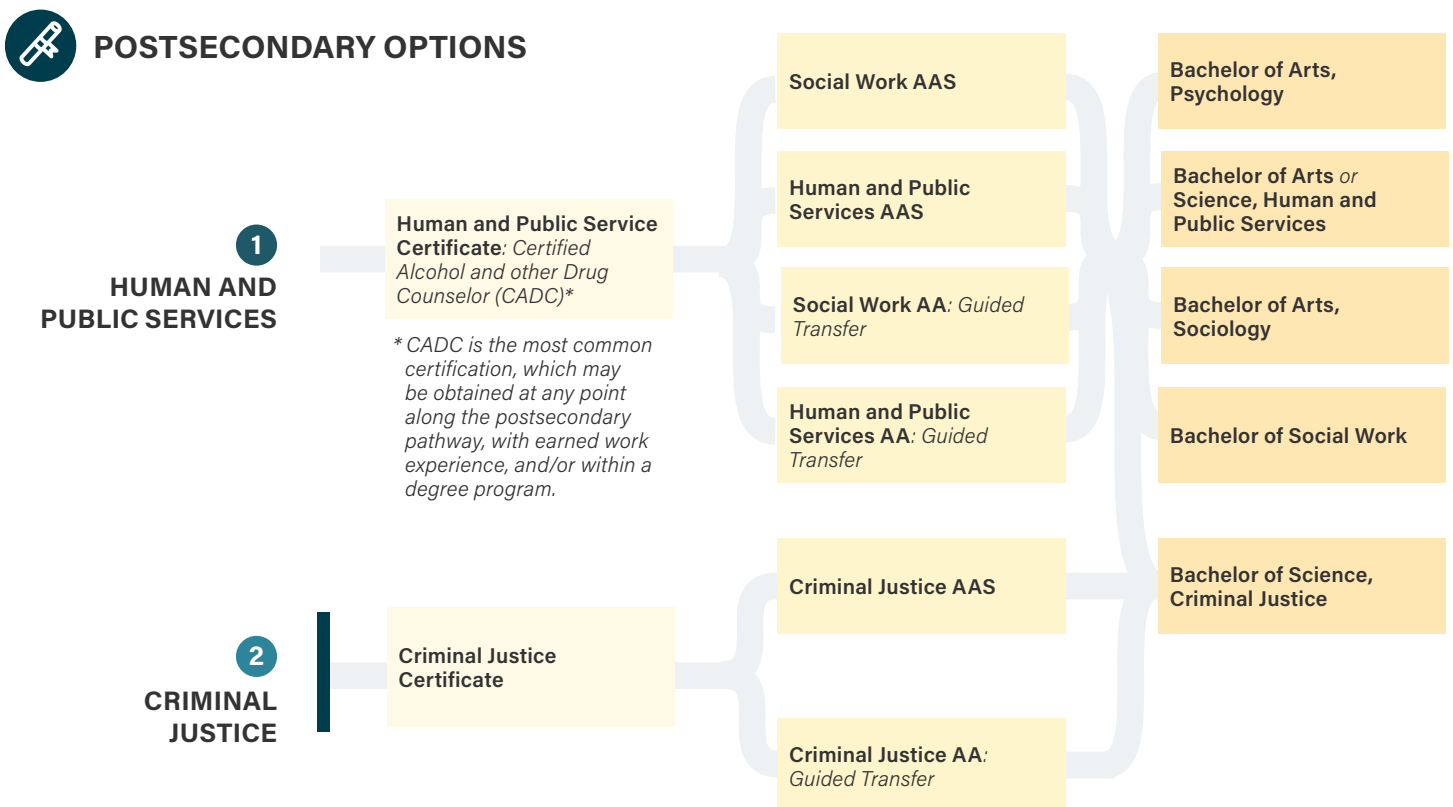 POSTSECONDARY OPTIONS
1
HUMAN AND
PUBLIC SERVICES
Human and Public Service
Certificate: Certified
Alcohol and other Drug
Counselor (CADC)*
* CADC is the most common
certification, which may
be obtained at any point
along the postsecondary
pathway, with earned work
experience, and/or within a
degree program.
Social Work AAS
Human and Public
Services AAS
Social Work AA: Guided
Transfer
Human and Public
Services AA: Guided
Transfer
Bachelor of Arts,
Psychology
Bachelor of Arts or
Science, Human and
Public Services
Bachelor of Arts,
Sociology
Bachelor of Social Work
2
CRIMINAL
JUSTICE
Criminal Justice
Certificate
Criminal Justice AAS
Criminal Justice AA:
Guided Transfer
Bachelor of Science,
Criminal Justice